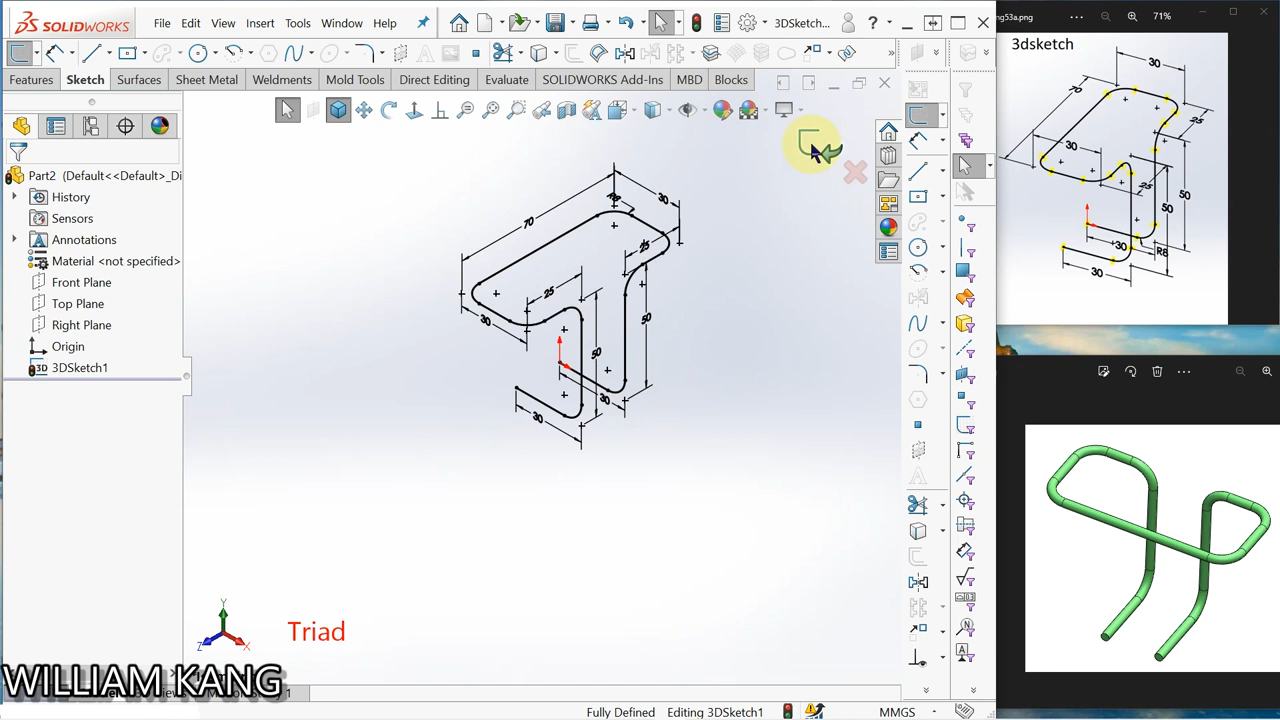 SOLIDWORKS
File
Edit
View
Insert
Tools
Window
Help
3DSketch...
?
ng53a.png
71%
Features
Sketch
Surfaces
Sheet Metal
Weldments
Mold Tools
Direct Editing
Evaluate
SOLIDWORKS Add-Ins
MBD
Blocks
Part2 (Default<<Default>_Di
History
Sensors
Annotations
Material <not specified>
Front Plane
Top Plane
Right Plane
Origin
3D 3DSketch1
3dsketch
30
70
25
30
25
50
50
30
R8
30
70
30
25
25
30
50
50
30
30
Y
Z
X
Triad
WILLIAM KANG
Fully Defined
Editing 3DSketch1
MMGS